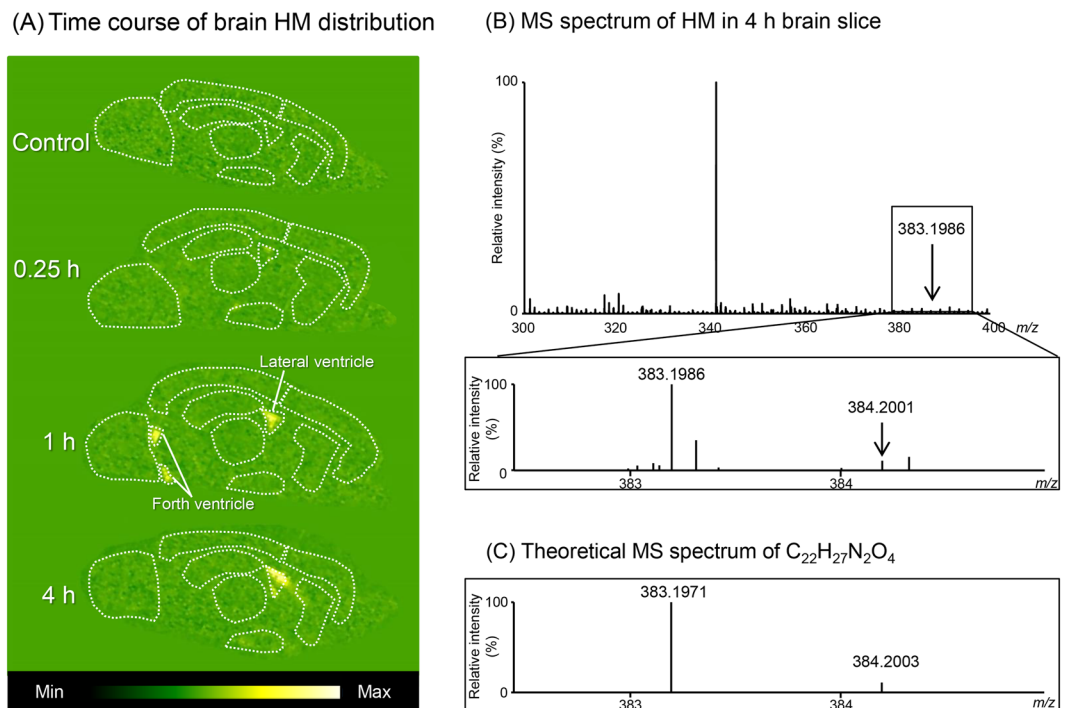 (A) Time course of brain HM distribution
Control
0.25 h
Lateral ventricle
1 h
Forth ventricle
4 h
Min
Max
(B) MS spectrum of HM in 4 h brain slice
Relative intensity (%)
100
0
383.1986
300
320
340
360
380
400
m/z
Relative intensity
(%)
100
0
383.1986
384.2001
383
384
m/z
(C) Theoretical MS spectrum of C₂₂H₂₇N₂O₄
Relative intensity
(%)
100
0
383.1971
384.2003
383
384
m/z